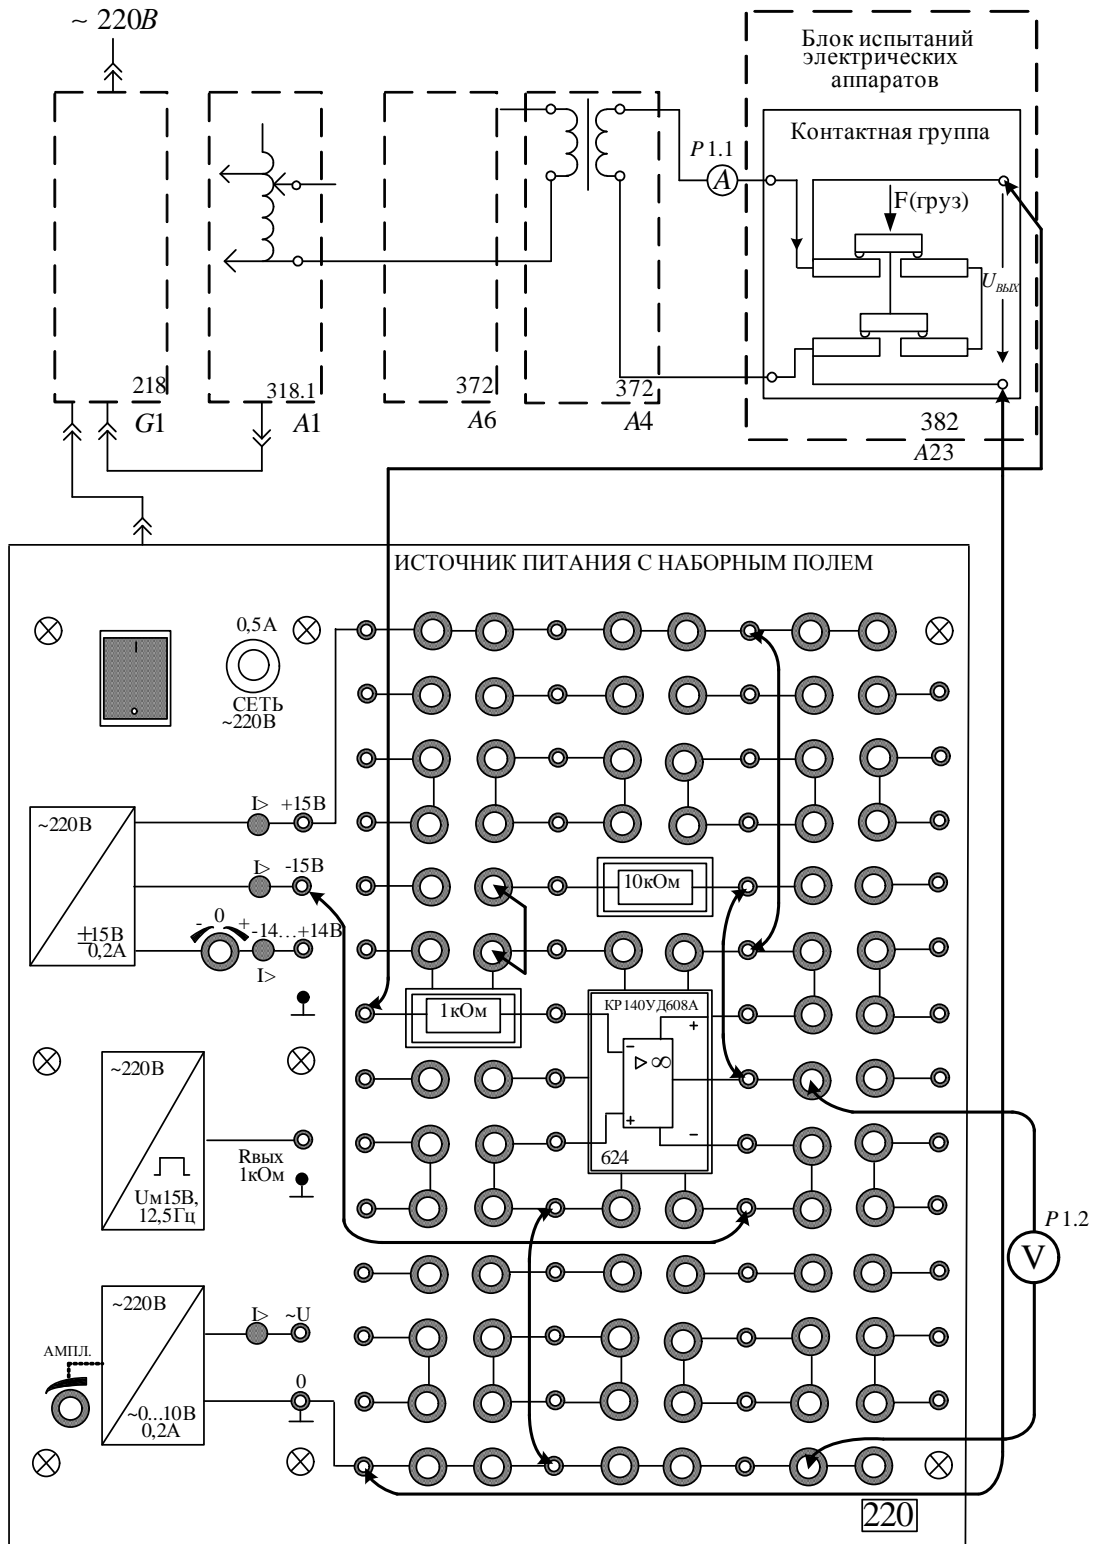 ~ 220В
Блок испытаний
электрических
аппаратов
Контактная группа
P1.1
A
F(груз)
U ВЫХ
218
318.1
372
372
382
G1
A1
A6
A4
A23
ИСТОЧНИК ПИТАНИЯ С НАБОРНЫМ ПОЛЕМ
0,5А
I
СЕТЬ
~220В
I> +15В
~220В
I> -15В
10кОм
- 0 + -14…+14В
±15В
0,2А
I>
1кОм
КР140УД608А
+
−
▷ ∞
+
−
624
~220В
Rвых
1кОм
Uм15В,
12,5Гц
P1.2
V
~220В
I> ~U
АМПЛ.
0
~0...10В
0,2А
220